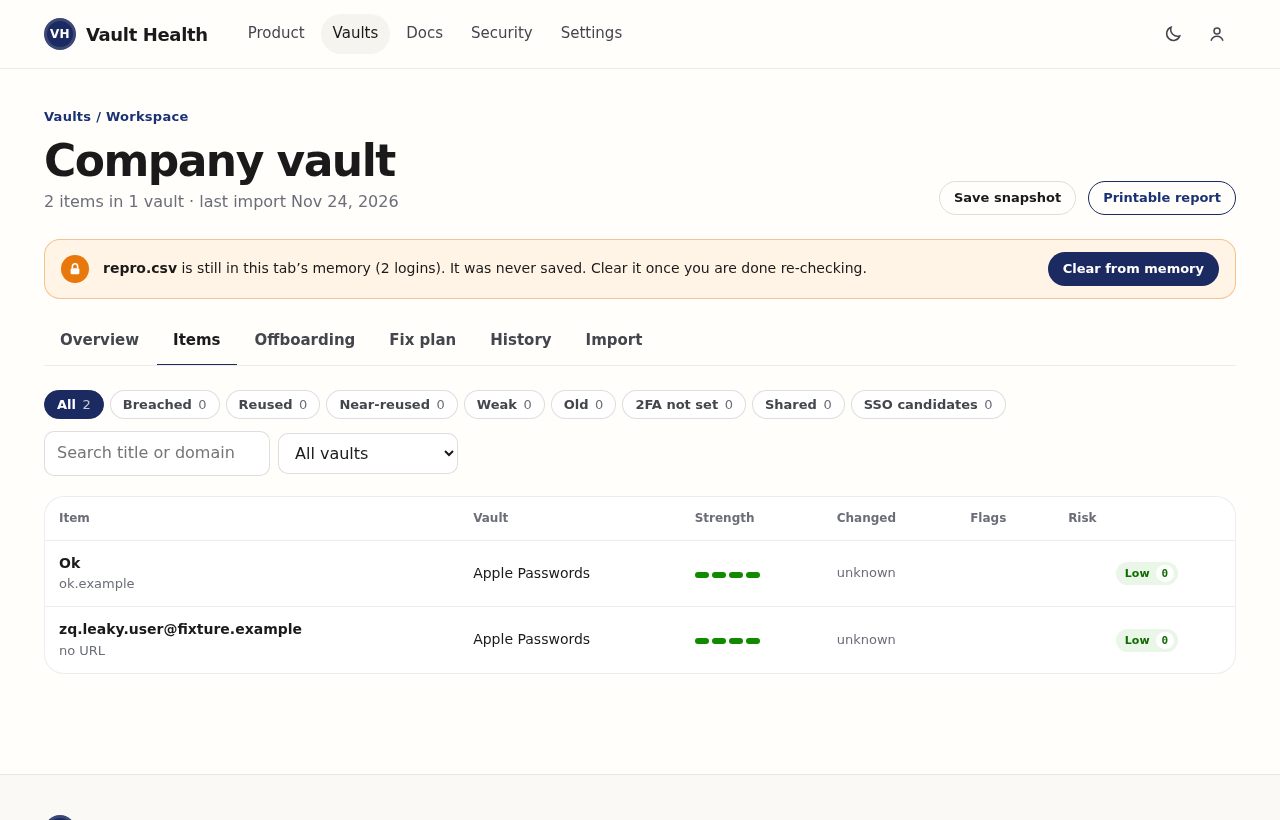 VH Vault Health Product Vaults Docs Security Settings
Vaults / Workspace
Company vault
2 items in 1 vault · last import Nov 24, 2026
Save snapshot Printable report
repro.csv is still in this tab’s memory (2 logins). It was never saved. Clear it once you are done re-checking. Clear from memory
Overview Items Offboarding Fix plan History Import
All 2 Breached 0 Reused 0 Near-reused 0 Weak 0 Old 0 2FA not set 0 Shared 0 SSO candidates 0
Search title or domain All vaults
Item Vault Strength Changed Flags Risk
Ok
ok.example
Apple Passwords unknown Low 0
zq.leaky.user@fixture.example
no URL
Apple Passwords unknown Low 0